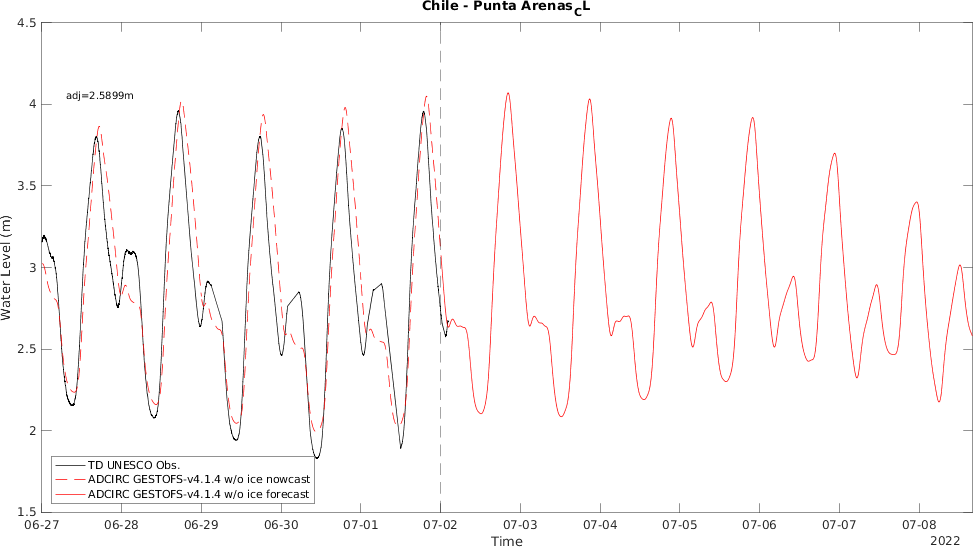 Chile - Punta Arenas_CL
4.5
adj=2.5899m
4
3.5
3
Water Level (m)
2.5
2
TD UNESCO Obs.
ADCIRC GESTOFS-v4.1.4 w/o ice nowcast
ADCIRC GESTOFS-v4.1.4 w/o ice forecast
1.5
06-27 06-28 06-29 06-30 07-01 07-02 07-03 07-04 07-05 07-06 07-07 07-08
Time
2022